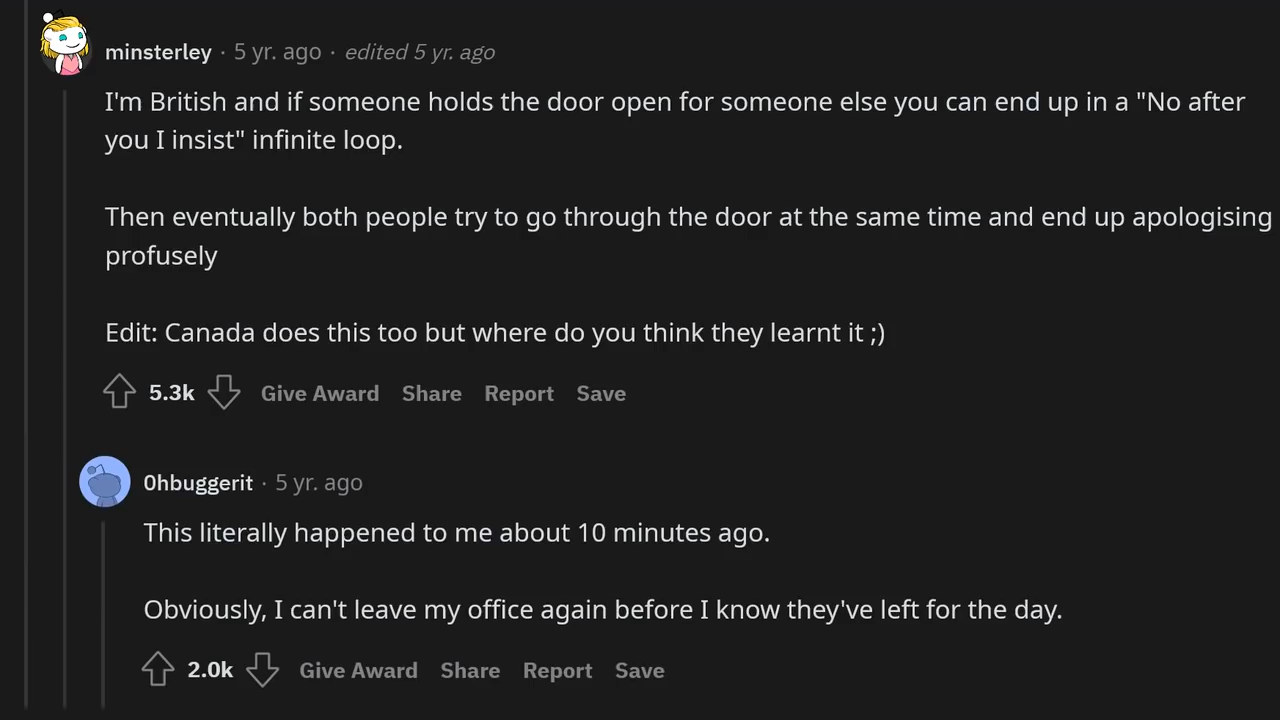 minsterley · 5 yr. ago · edited 5 yr. ago
I'm British and if someone holds the door open for someone else you can end up in a "No after
you I insist" infinite loop.
Then eventually both people try to go through the door at the same time and end up apologising
profusely
Edit: Canada does this too but where do you think they learnt it ;)
5.3k Give Award Share Report Save
0hbuggerit · 5 yr. ago
This literally happened to me about 10 minutes ago.
Obviously, I can't leave my office again before I know they've left for the day.
2.0k Give Award Share Report Save